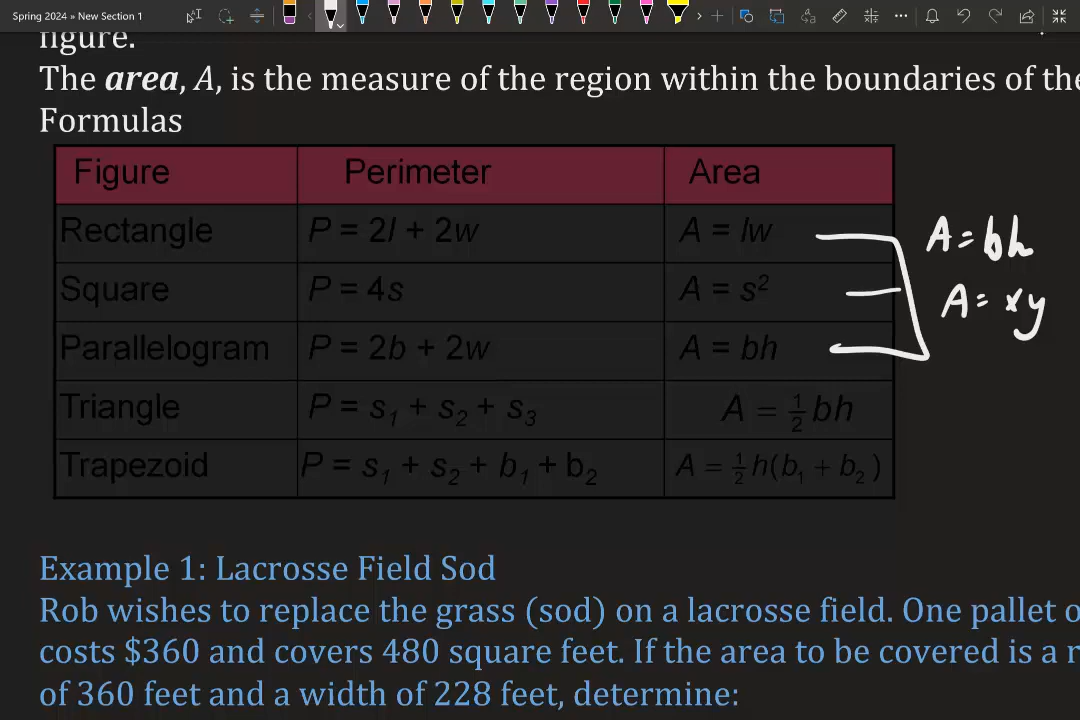 Spring 2024 » New Section 1
figure.
The area, A, is the measure of the region within the boundaries of the
Formulas
Figure Perimeter Area
Rectangle P = 2l + 2w A = lw
Square P = 4s A = s²
Parallelogram P = 2b + 2w A = bh
Triangle P = s₁ + s₂ + s₃ A = ½bh
Trapezoid P = s₁ + s₂ + b₁ + b₂ A = ½h(b₁ + b₂)
A = bh
A = xy
Example 1: Lacrosse Field Sod
Rob wishes to replace the grass (sod) on a lacrosse field. One pallet
costs $360 and covers 480 square feet. If the area to be covered is a
of 360 feet and a width of 228 feet, determine: